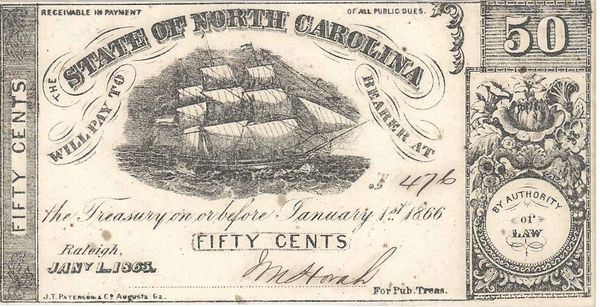 RECEIVABLE IN PAYMENT OF ALL PUBLIC DUES.
50
THE STATE OF NORTH CAROLINA
WILL PAY TO BEARER AT
FIFTY CENTS
No 476
the Treasury on or before January 1st 1866
FIFTY CENTS
Raleigh,
JANY 1. 1863.
For Pub. Treas.
J.T. PATERSON & Co Augusta Ga.
BY AUTHORITY
OF
LAW